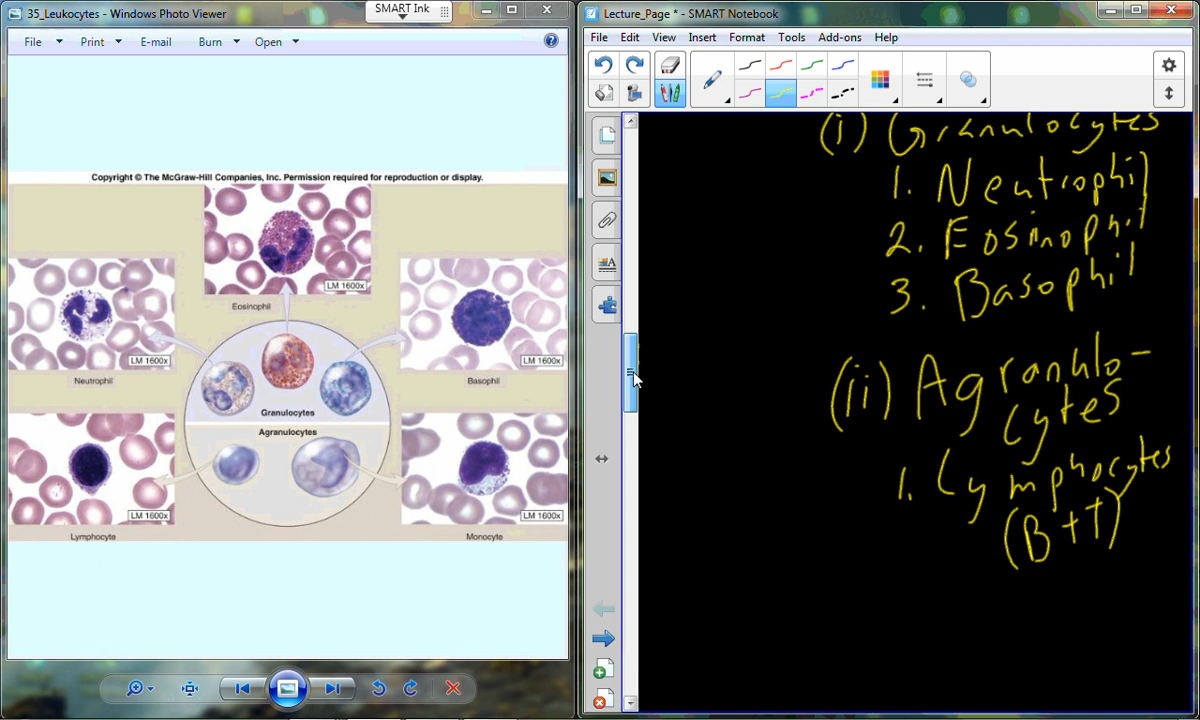 35_Leukocytes - Windows Photo Viewer
SMART Ink
File Print E-mail Burn Open
Copyright © The McGraw-Hill Companies, Inc. Permission required for reproduction or display.
LM 1600x
Eosinophil
LM 1600x
Neutrophil
LM 1600x
Basophil
Granulocytes
Agranulocytes
LM 1600x
Lymphocyte
LM 1600x
Monocyte
Lecture_Page * - SMART Notebook
File Edit View Insert Format Tools Add-ons Help
(i) Granulocytes
1. Neutrophil
2. Eosinophil
3. Basophil
(ii) Agranulo-
cytes
1. Lymphocytes
(B+T)